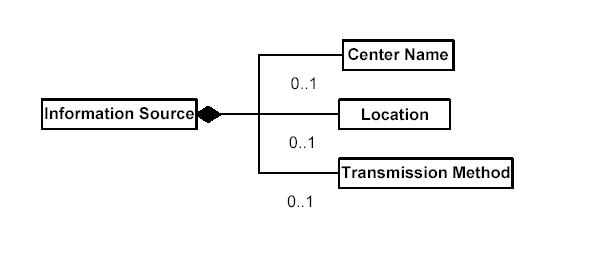 Center Name
0..1
Information Source
Location
0..1
Transmission Method
0..1